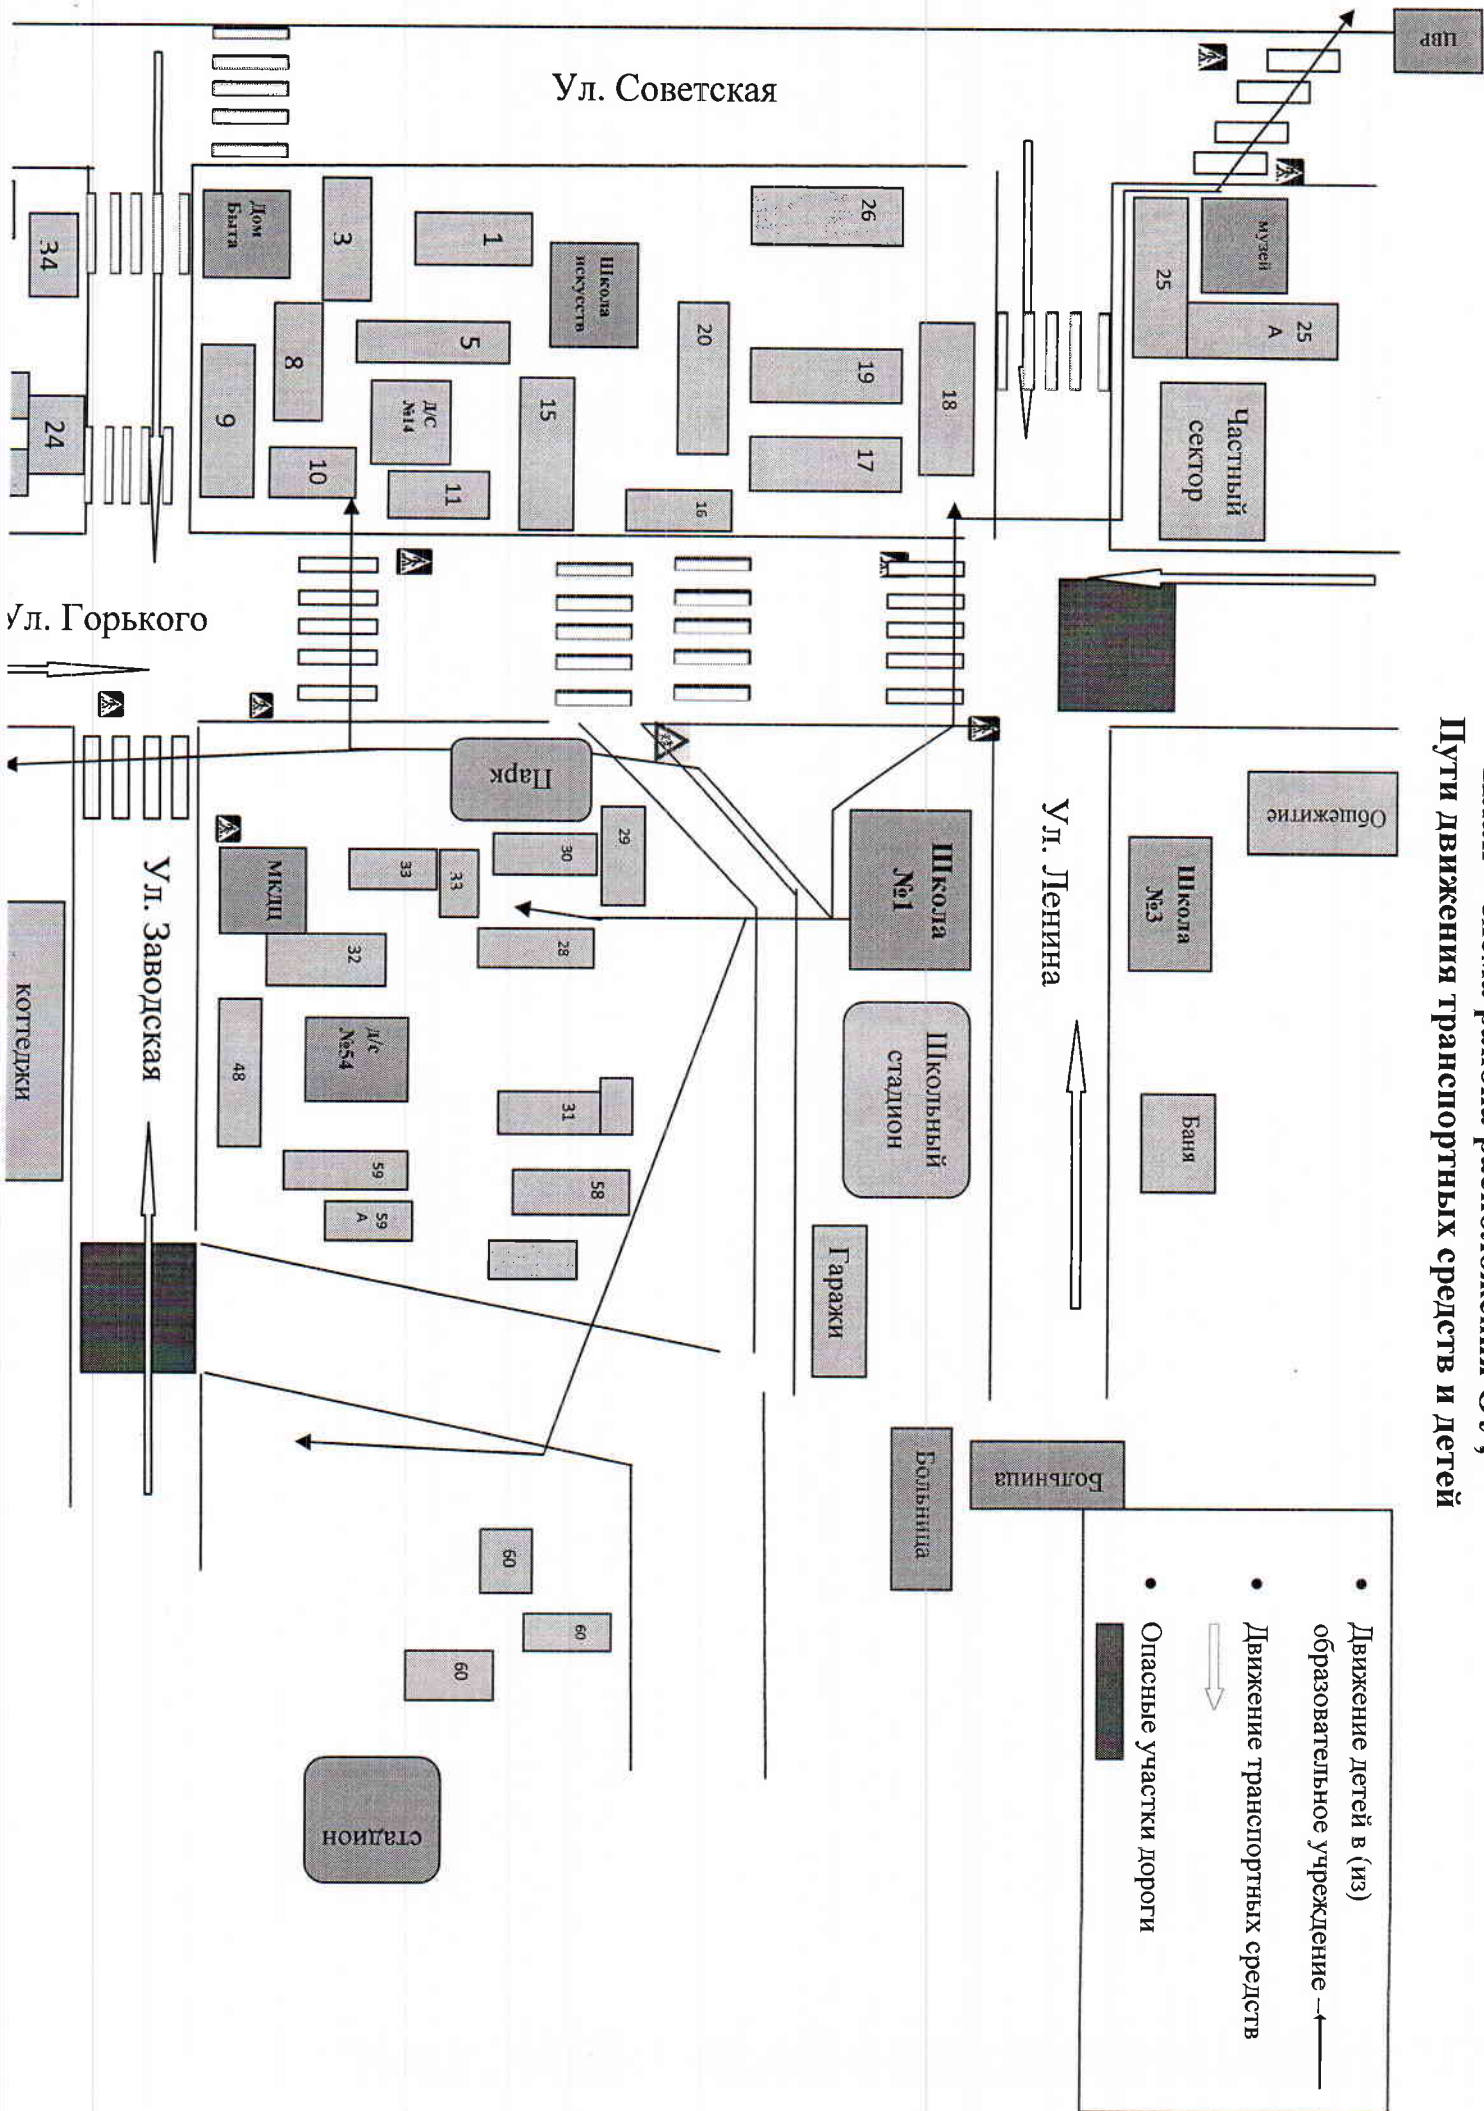 Пути движения транспортных средств и детей
Движение детей в (из)
образовательное учреждение
Движение транспортных средств
Опасные участки дороги
Больница
Больница
Общежитие
Школа
№3
Баня
Ул. Ленина
Школа
№1
Школьный
стадион
Гаражи
ЦВР
музей
25
25
А
Частный
сектор
Ул. Советская
26
18
19
17
20
16
Школа
искусств
15
1
5
11
Д/С
№14
3
8
10
Дом
Быта
9
34
24
Ул. Горького
Парк
29
30
28
33
33
31
58
МКДЦ
32
д/с
№54
48
59
59
А
60
60
60
стадион
Ул. Заводская
коттеджи